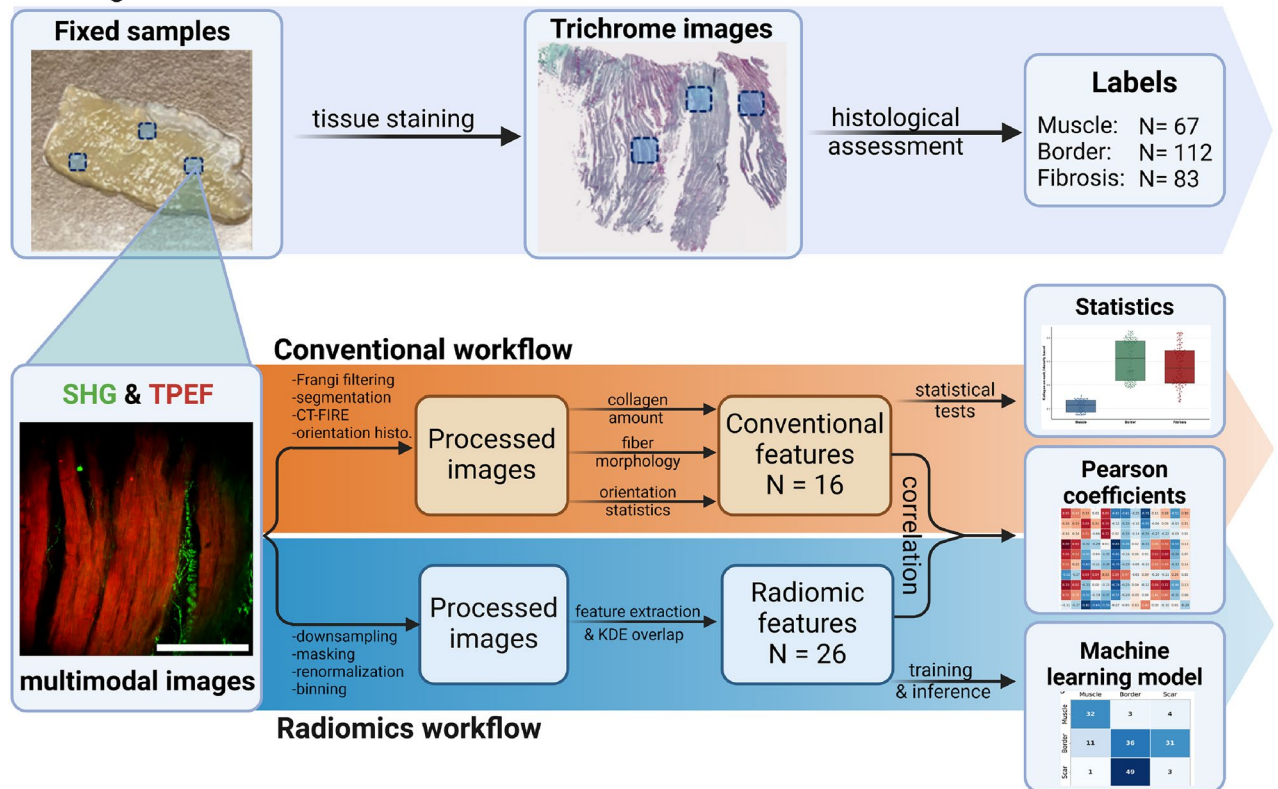 Fixed samples
tissue staining
Trichrome images
histological
assessment
Labels
Muscle: N= 67
Border: N= 112
Fibrosis: N= 83
SHG & TPEF
multimodal images
Conventional workflow
-Frangi filtering
-segmentation
-CT-FIRE
-orientation histo.
Processed
images
collagen
amount
fiber
morphology
orientation
statistics
Conventional
features
N = 16
statistical
tests
correlation
Statistics
Muscle
Border
Fibrosis
Pearson
coefficients
-downsampling
-masking
-renormalization
-binning
Processed
images
feature extraction
& KDE overlap
Radiomic
features
N = 26
training
& inference
Radiomics workflow
Machine
learning model
Muscle Border Scar
Muscle 32 3 4
Border 11 36 31
Scar 1 49 3